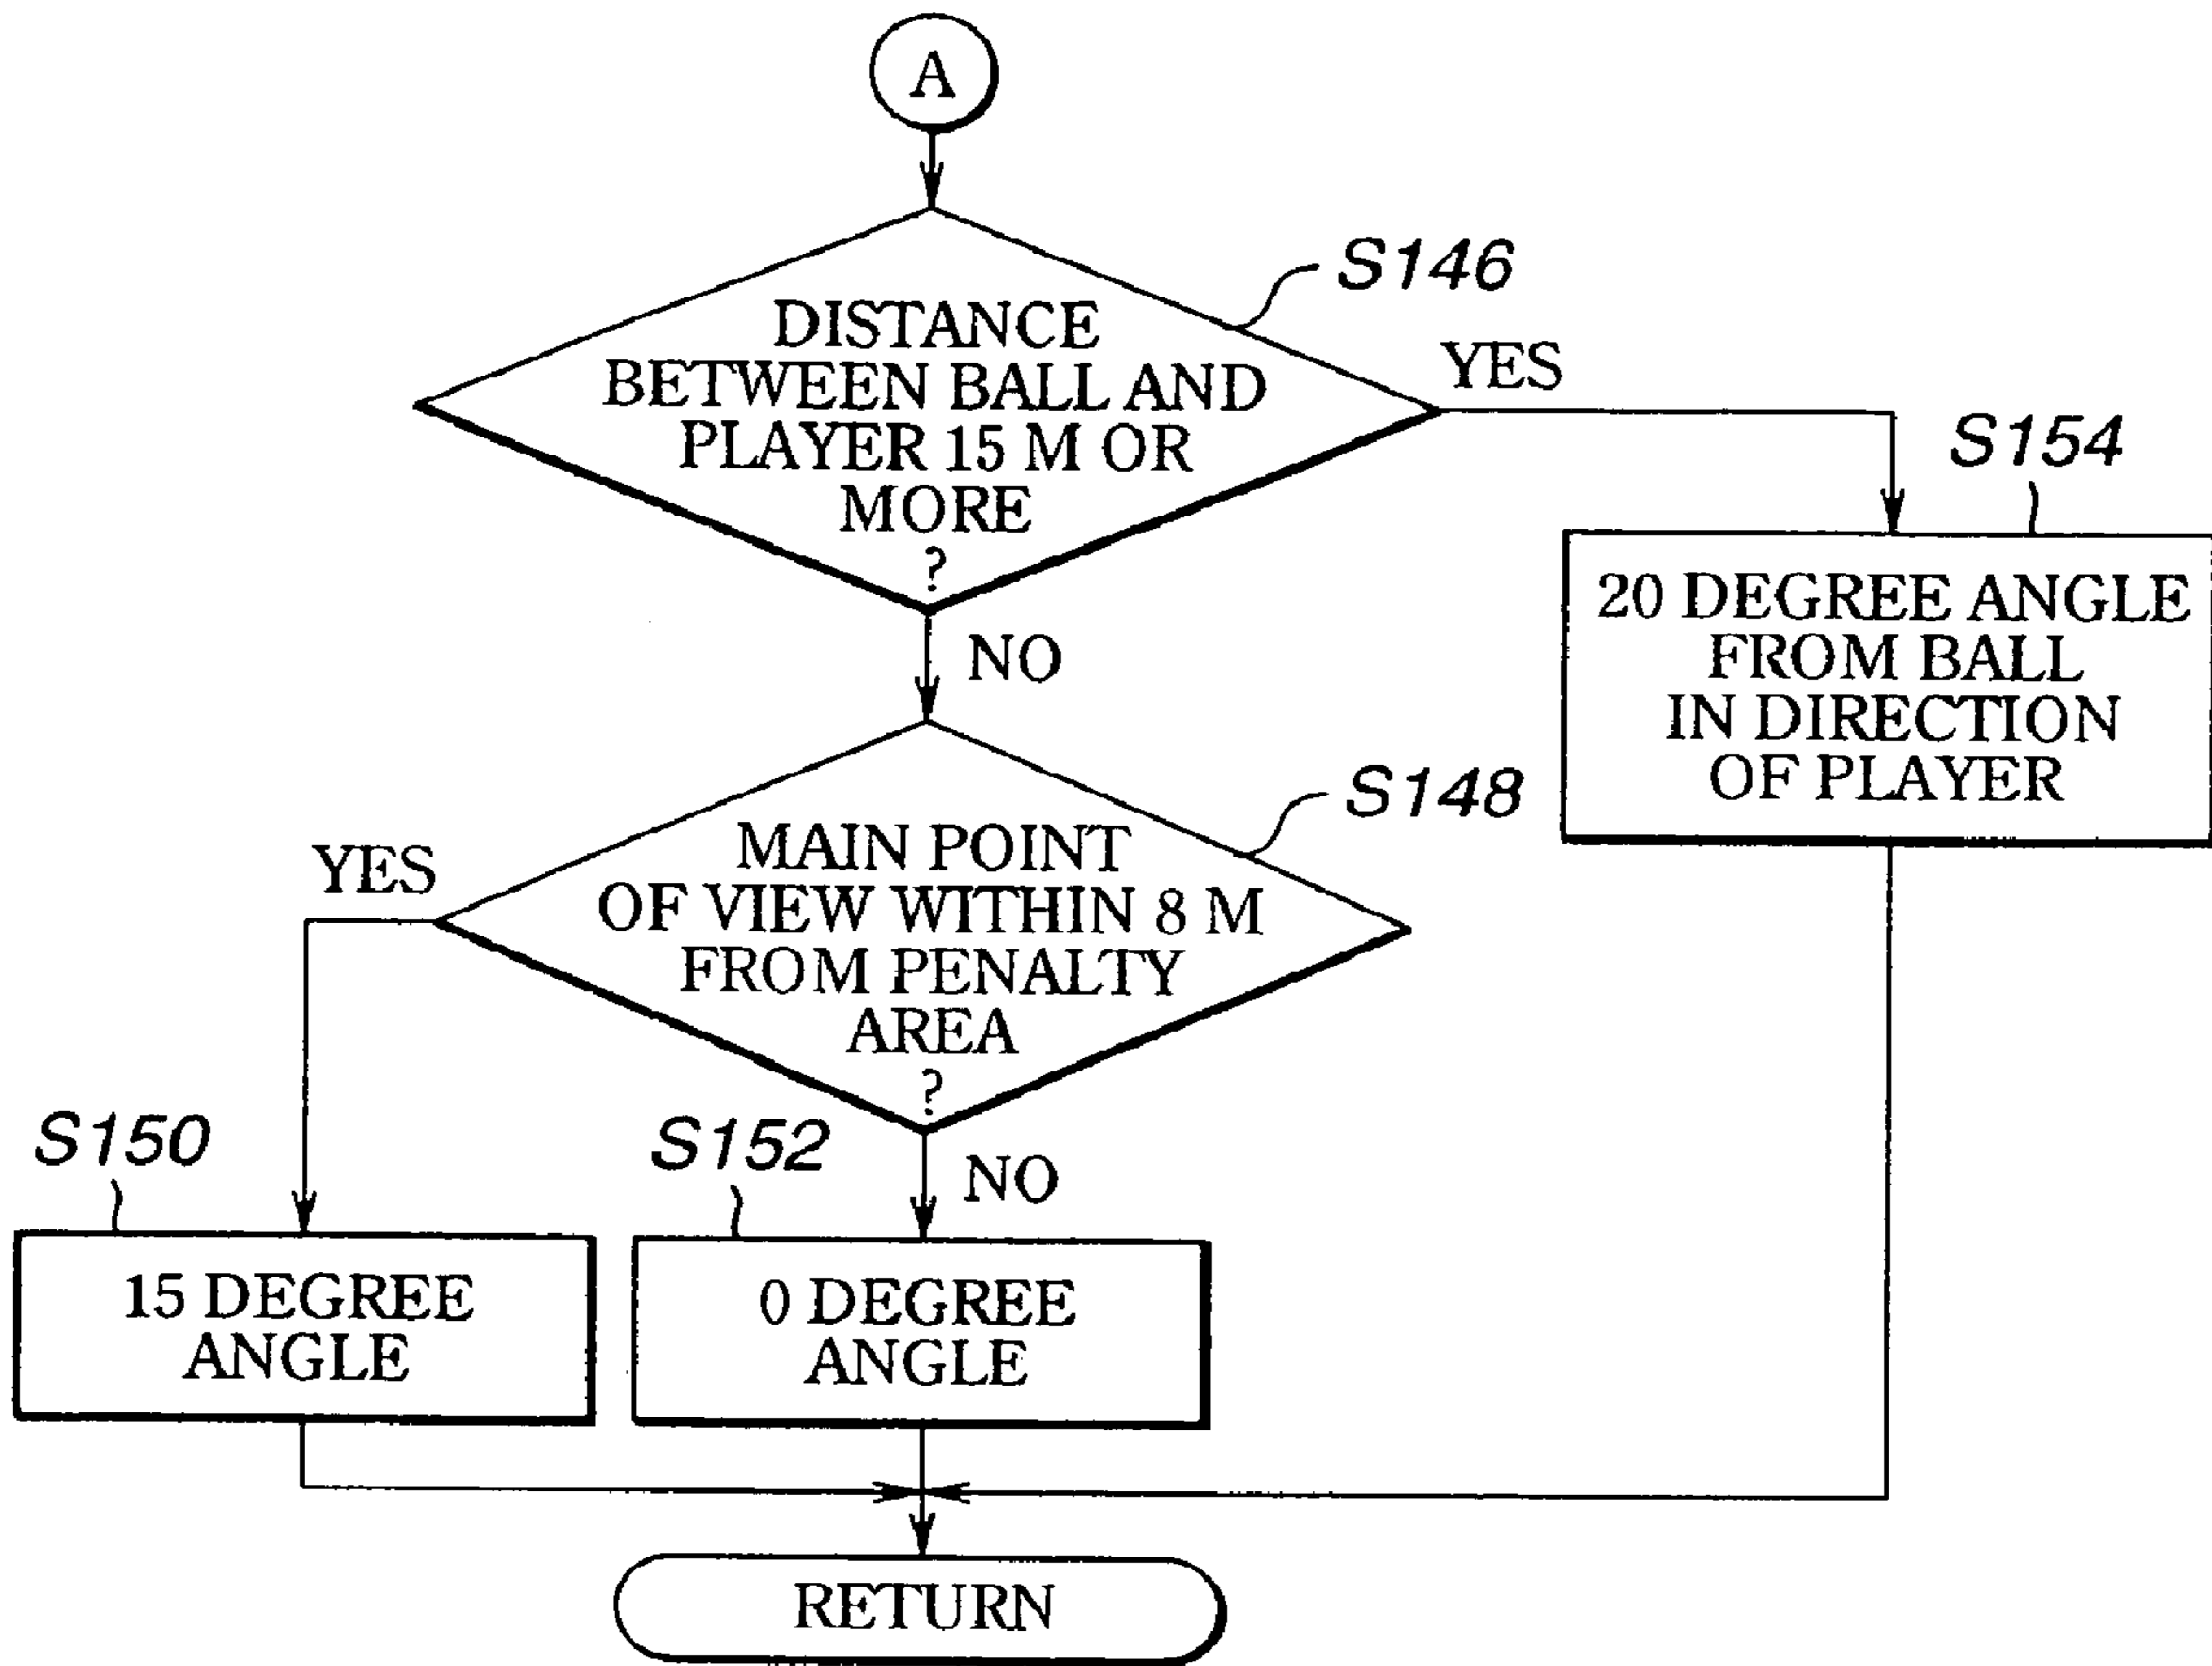 A
S146
DISTANCE
BETWEEN BALL AND
PLAYER 15 M OR
MORE
?
YES
S154
20 DEGREE ANGLE
FROM BALL
IN DIRECTION
OF PLAYER
NO
S148
MAIN POINT
OF VIEW WITHIN 8 M
FROM PENALTY
AREA
?
YES
S150
15 DEGREE
ANGLE
S152
NO
0 DEGREE
ANGLE
RETURN